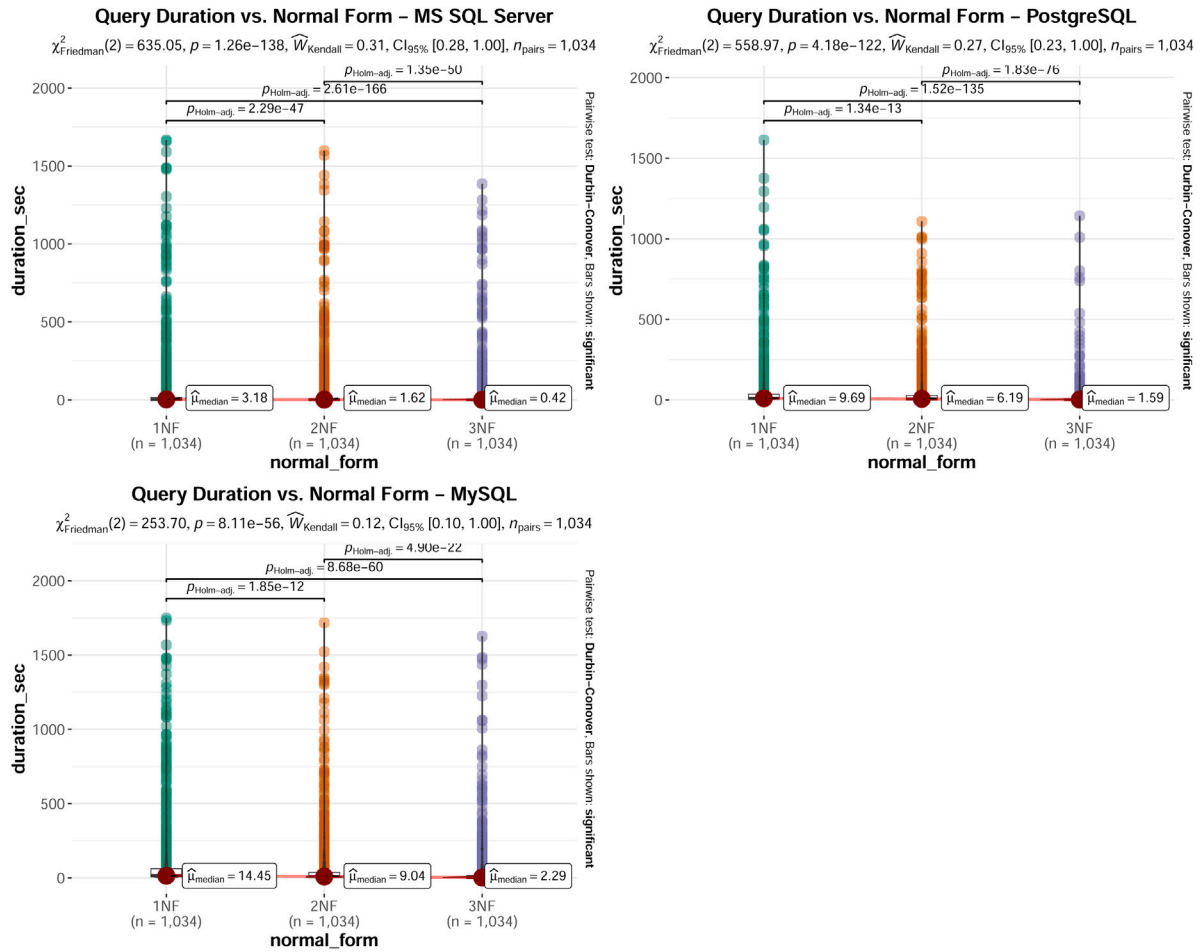 Query Duration vs. Normal Form – MS SQL Server
χ²Friedman(2) = 635.05, p = 1.26e−138, ŴKendall = 0.31, CI95% [0.28, 1.00], npairs = 1,034
pHolm−adj. = 1.35e−50
pHolm−adj. = 2.61e−166
pHolm−adj. = 2.29e−47
2000
1500
1000
500
0
duration_sec
μ̂median = 3.18
μ̂median = 1.62
μ̂median = 0.42
1NF
(n = 1,034)
2NF
(n = 1,034)
3NF
(n = 1,034)
normal_form
Pairwise test: Durbin−Conover, Bars shown: significant
Query Duration vs. Normal Form – PostgreSQL
χ²Friedman(2) = 558.97, p = 4.18e−122, ŴKendall = 0.27, CI95% [0.23, 1.00], npairs = 1,034
pHolm−adj. = 1.83e−76
pHolm−adj. = 1.52e−135
pHolm−adj. = 1.34e−13
2000
1500
1000
500
0
duration_sec
μ̂median = 9.69
μ̂median = 6.19
μ̂median = 1.59
1NF
(n = 1,034)
2NF
(n = 1,034)
3NF
(n = 1,034)
normal_form
Pairwise test: Durbin−Conover, Bars shown: significant
Query Duration vs. Normal Form – MySQL
χ²Friedman(2) = 253.70, p = 8.11e−56, ŴKendall = 0.12, CI95% [0.10, 1.00], npairs = 1,034
pHolm−adj. = 4.90e−22
pHolm−adj. = 8.68e−60
pHolm−adj. = 1.85e−12
2000
1500
1000
500
0
duration_sec
μ̂median = 14.45
μ̂median = 9.04
μ̂median = 2.29
1NF
(n = 1,034)
2NF
(n = 1,034)
3NF
(n = 1,034)
normal_form
Pairwise test: Durbin−Conover, Bars shown: significant